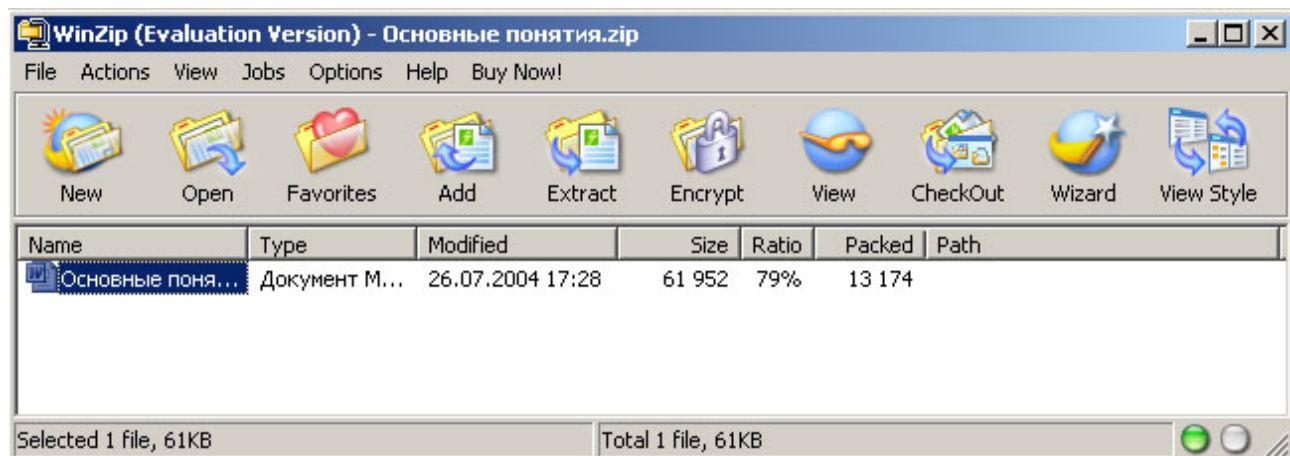 WinZip (Evaluation Version) - Основные понятия.zip
File Actions View Jobs Options Help Buy Now!
New Open Favorites Add Extract Encrypt View CheckOut Wizard View Style
Name Type Modified Size Ratio Packed Path
Основные поня... Документ М... 26.07.2004 17:28 61 952 79% 13 174
Selected 1 file, 61KB Total 1 file, 61KB